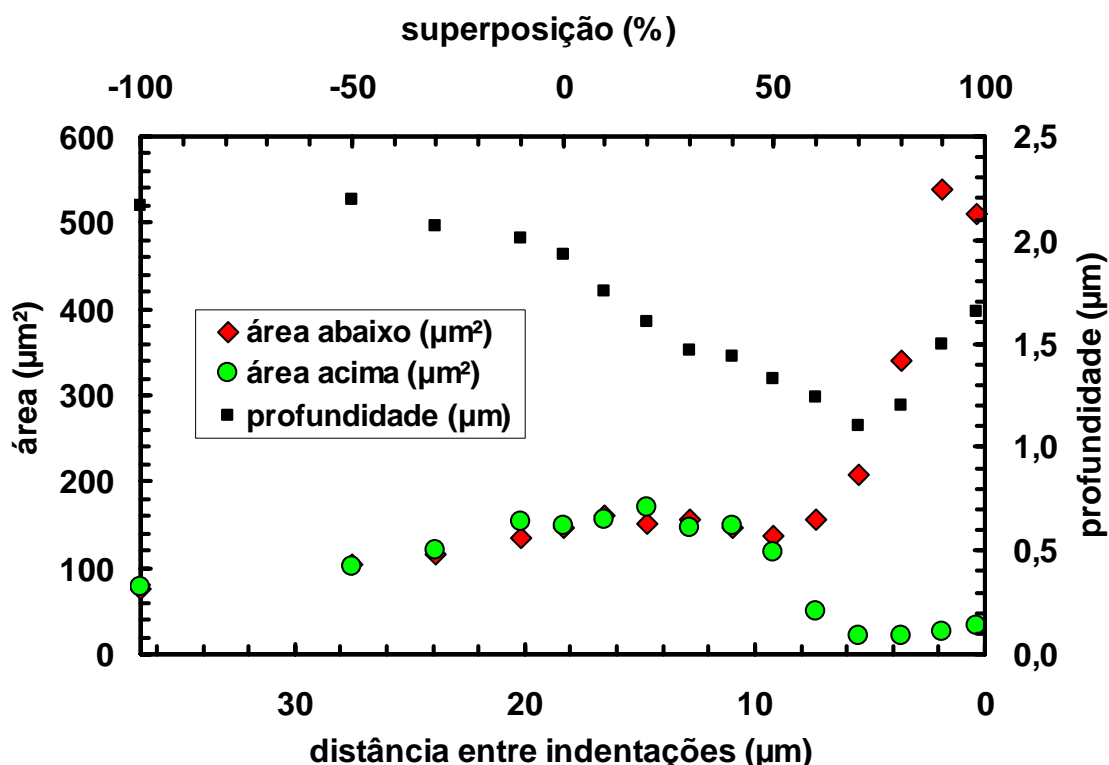 superposição (%)
-100 -50 0 50 100
600 2,5
500 2,0
400 1,5
300 1,0
200 0,5
100 0,0
0
área (µm²)
profundidade (µm)
área abaixo (µm²)
área acima (µm²)
profundidade (µm)
30 20 10 0
distância entre indentações (µm)